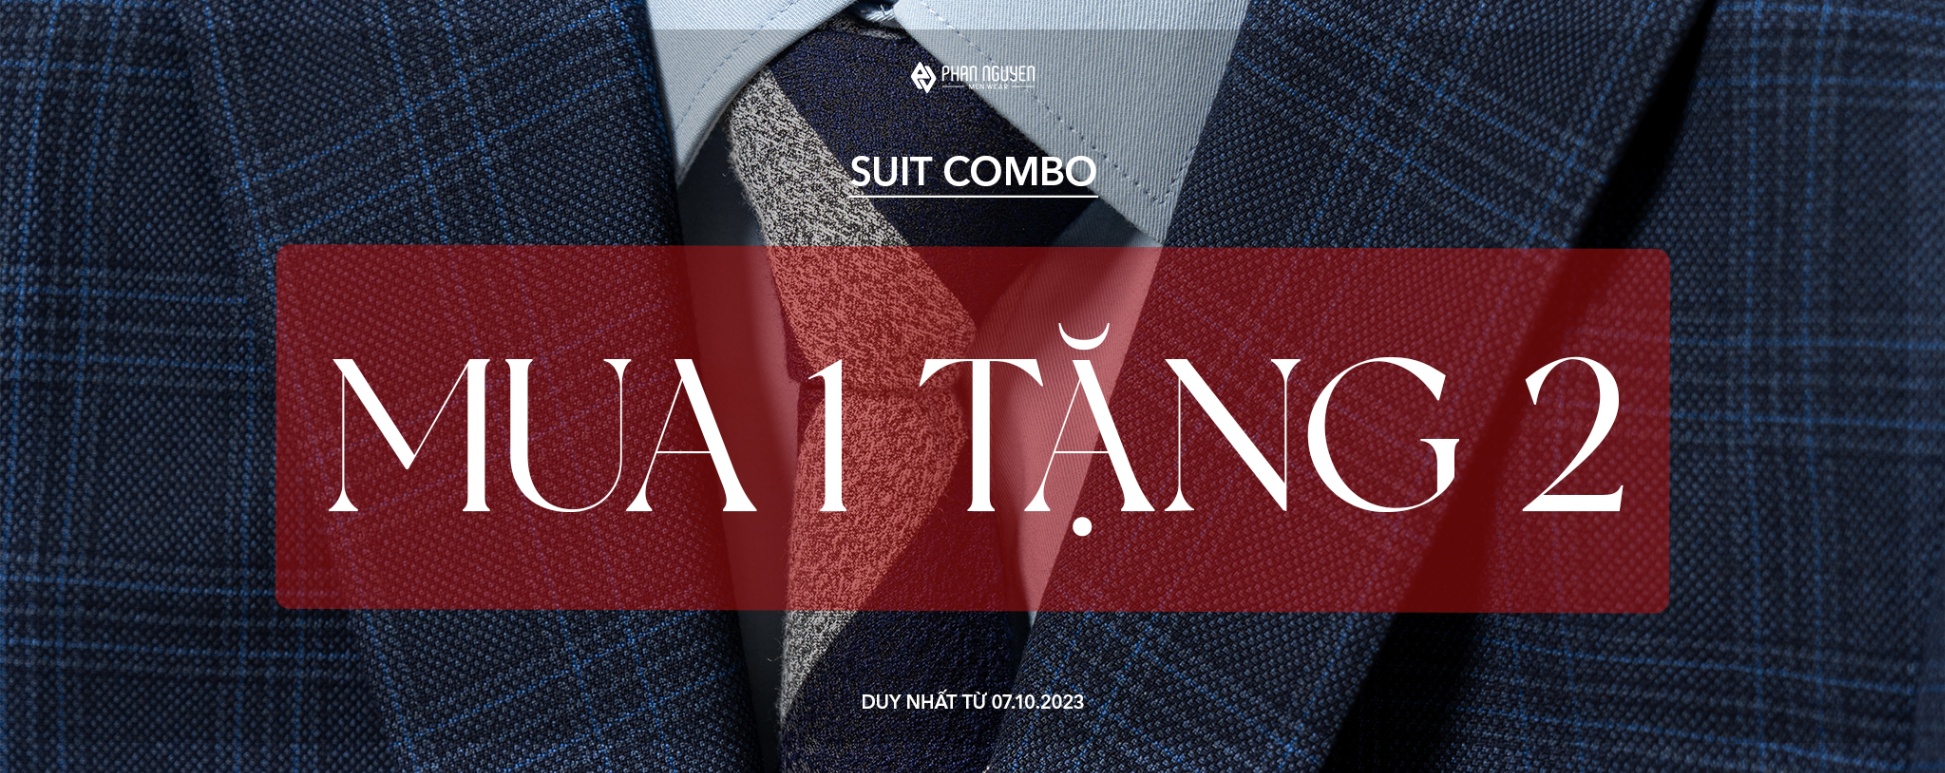 PHAN NGUYEN
MEN WEAR
SUIT COMBO
MUA 1 TẶNG 2
DUY NHẤT TỪ 07.10.2023